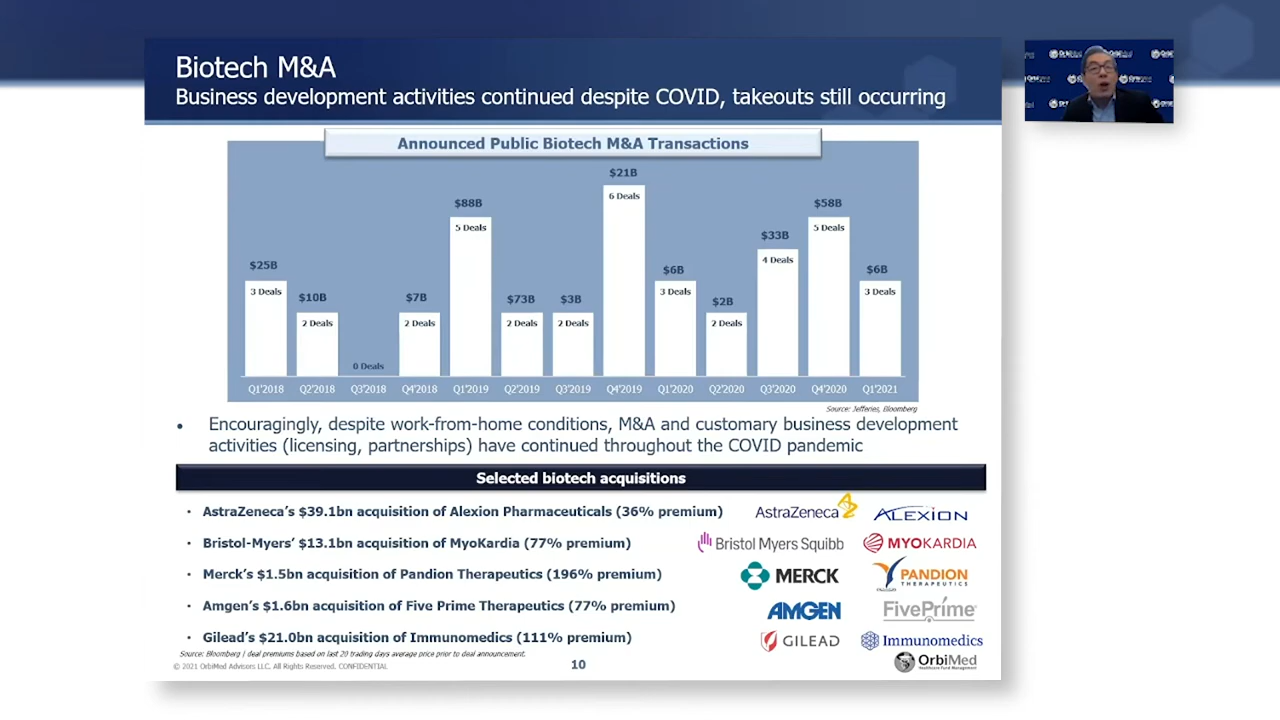 Biotech M&A
Business development activities continued despite COVID, takeouts still occurring
Announced Public Biotech M&A Transactions
$25B
$10B
$7B
$88B
$73B
$3B
$21B
$6B
$2B
$33B
$58B
$6B
3 Deals
2 Deals
0 Deals
2 Deals
5 Deals
2 Deals
2 Deals
6 Deals
3 Deals
2 Deals
4 Deals
5 Deals
3 Deals
Q1'2018 Q2'2018 Q3'2018 Q4'2018 Q1'2019 Q2'2019 Q3'2019 Q4'2019 Q1'2020 Q2'2020 Q3'2020 Q4'2020 Q1'2021
Source: Jefferies, Bloomberg
• Encouragingly, despite work-from-home conditions, M&A and customary business development
activities (licensing, partnerships) have continued throughout the COVID pandemic
Selected biotech acquisitions
• AstraZeneca's $39.1bn acquisition of Alexion Pharmaceuticals (36% premium)
AstraZeneca ALEXION
• Bristol-Myers' $13.1bn acquisition of MyoKardia (77% premium)
Bristol Myers Squibb MYOKARDIA
• Merck's $1.5bn acquisition of Pandion Therapeutics (196% premium)
MERCK PANDION
THERAPEUTICS
• Amgen's $1.6bn acquisition of Five Prime Therapeutics (77% premium)
AMGEN FivePrime
• Gilead's $21.0bn acquisition of Immunomedics (111% premium)
GILEAD Immunomedics
Source: Bloomberg | deal premiums based on last 20 trading days average price prior to deal announcement.
© 2021 OrbiMed Advisors LLC. All Rights Reserved. CONFIDENTIAL
10
OrbiMed
Healthcare Fund Management